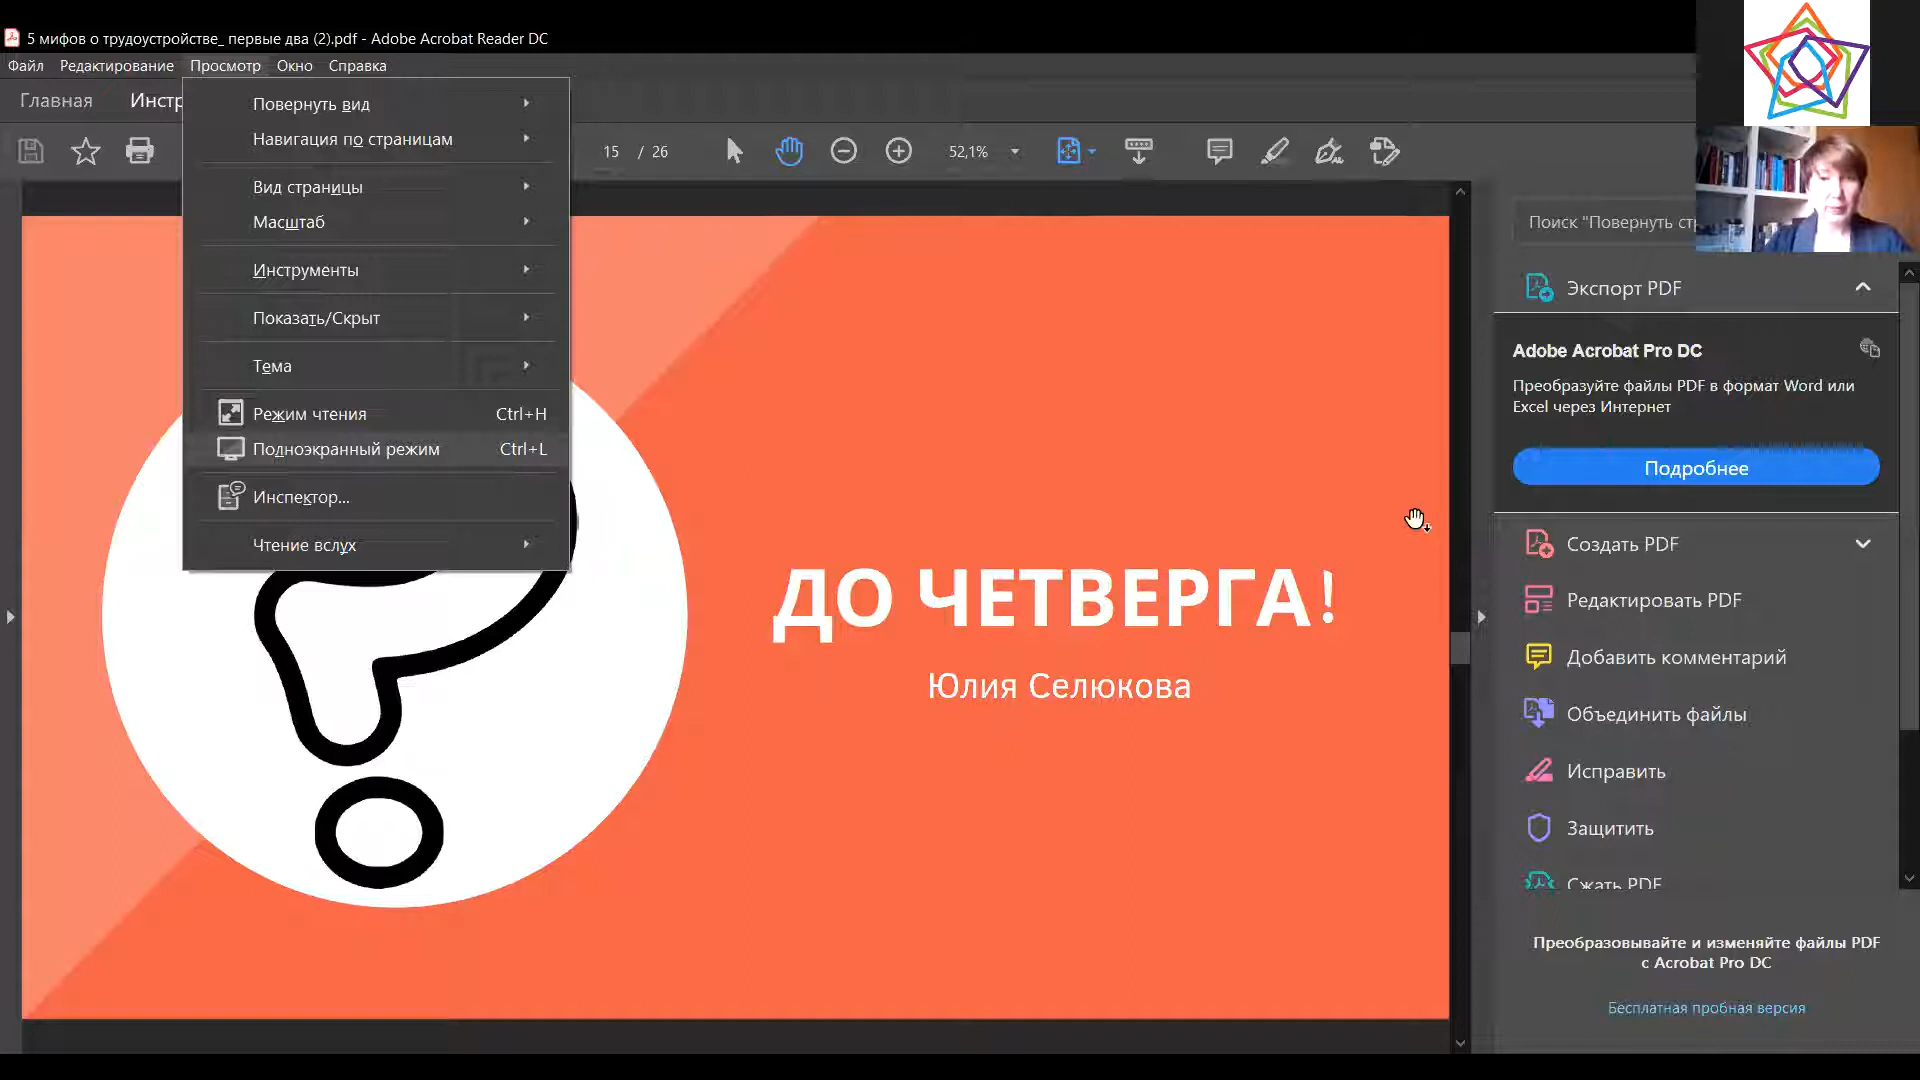 5 мифов о трудоустройстве_ первые два (2).pdf - Adobe Acrobat Reader DC
Файл Редактирование Просмотр Окно Справка
Главная Инстр
15 / 26 52,1%
Повернуть вид
Навигация по страницам
Вид страницы
Масштаб
Инструменты
Показать/Скрыт
Тема
Режим чтения Ctrl+H
Полноэкранный режим Ctrl+L
Инспектор...
Чтение вслух
ДО ЧЕТВЕРГА!
Юлия Селюкова
Поиск "Повернуть стр
Экспорт PDF
Adobe Acrobat Pro DC
Преобразуйте файлы PDF в формат Word или
Excel через Интернет
Подробнее
Создать PDF
Редактировать PDF
Добавить комментарий
Объединить файлы
Исправить
Защитить
Сжать PDF
Преобразовывайте и изменяйте файлы PDF
с Acrobat Pro DC
Бесплатная пробная версия